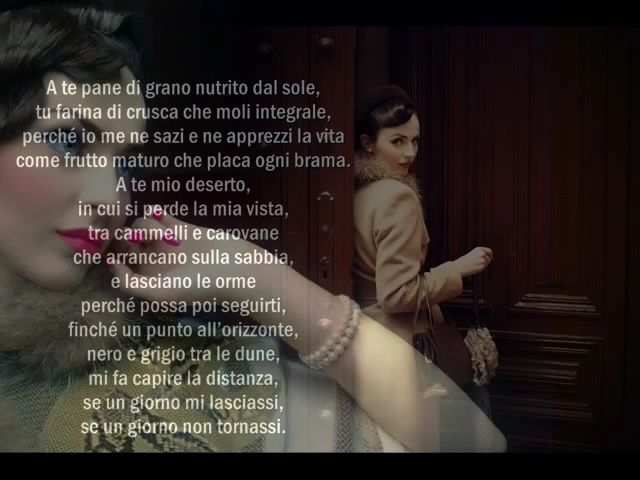 A te pane di grano nutrito dal sole,
tu farina di crusca che moli integrale,
perché io me ne sazi e ne apprezzi la vita
come frutto maturo che placa ogni brama.
A te mio deserto,
in cui si perde la mia vista,
tra cammelli e carovane
che arrancano sulla sabbia,
e lasciano le orme
perché possa poi seguirti,
finché un punto all'orizzonte,
nero e grigio tra le dune,
mi fa capire la distanza,
se un giorno mi lasciassi,
se un giorno non tornassi.